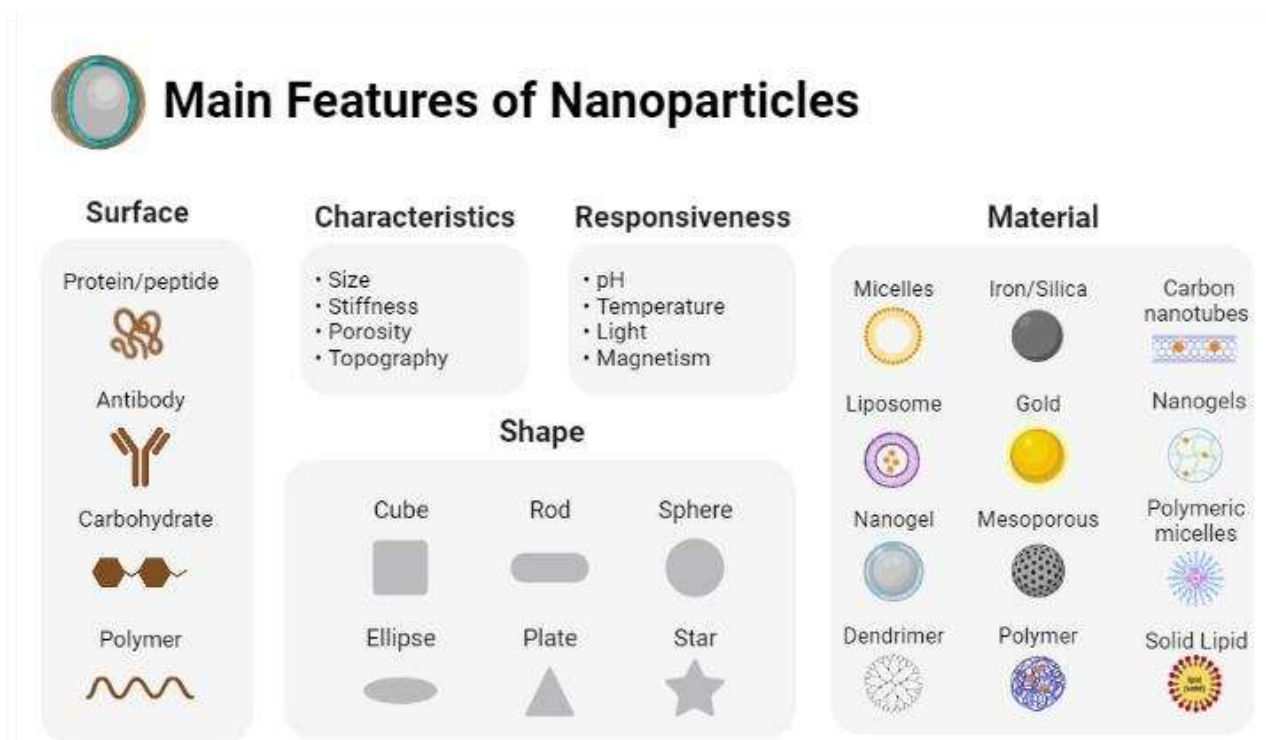 Main Features of Nanoparticles
Surface
Protein/peptide
Antibody
Carbohydrate
Polymer
Characteristics
• Size
• Stiffness
• Porosity
• Topography
Responsiveness
• pH
• Temperature
• Light
• Magnetism
Shape
Cube Rod Sphere
Ellipse Plate Star
Material
Micelles Iron/Silica Carbon
nanotubes
Liposome Gold Nanogels
Nanogel Mesoporous Polymeric
micelles
Dendrimer Polymer Solid Lipid